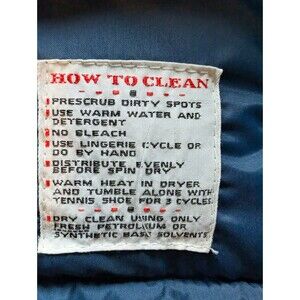 HOW TO CLEAN
PRESCRUB DIRTY SPOTS
USE WARM WATER AND
DETERGENT
NO BLEACH
USE LINGERIE CYCLE OR
DO BY HAND
DISTRIBUTE EVENLY
BEFORE SPIN DRY
WARM HEAT IN DRYER
AND TUMBLE ALONE WITH
TENNIS SHOE FOR 3 CYCLES
DRY CLEAN USING ONLY
FRESH PETROLIUM OR
SYNTHETIC BASE SOLVENTS